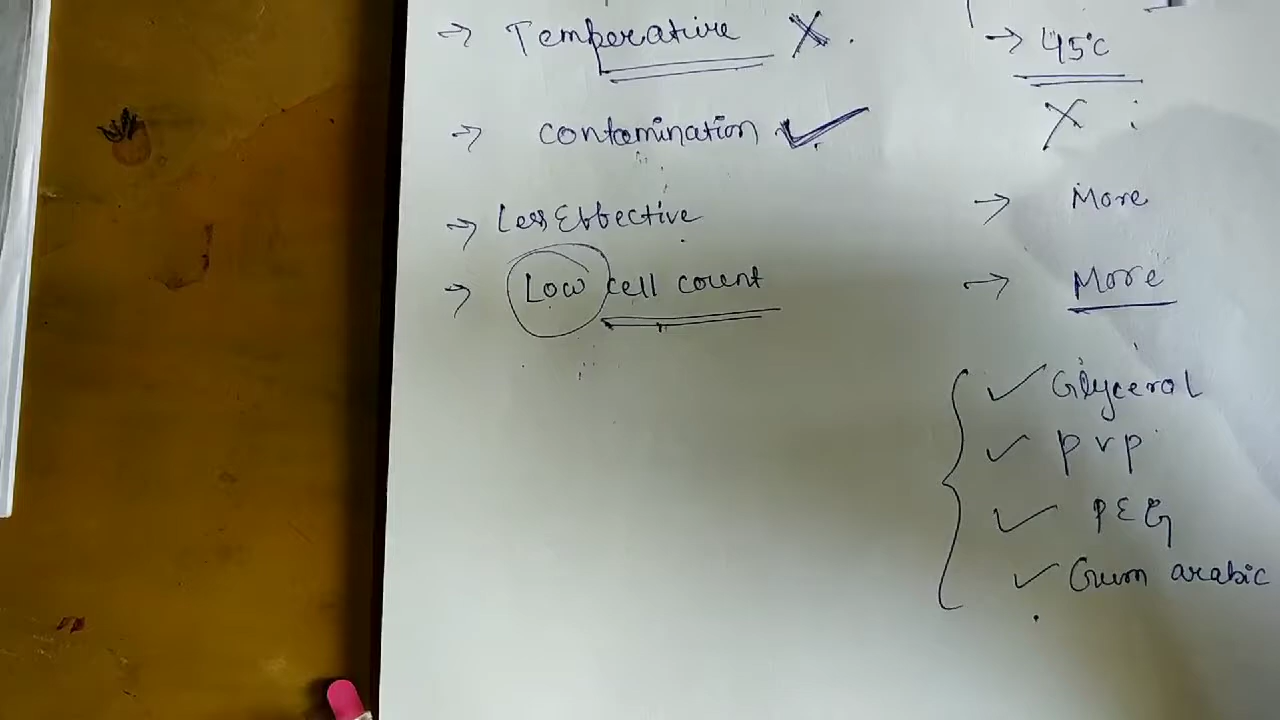 → Temperature X. → 45°C
→ contamination ✓ X
→ Less Effective → More
→ Low cell count → More
✓ Glycerol
✓ PVP
✓ PEG
✓ Gum arabic